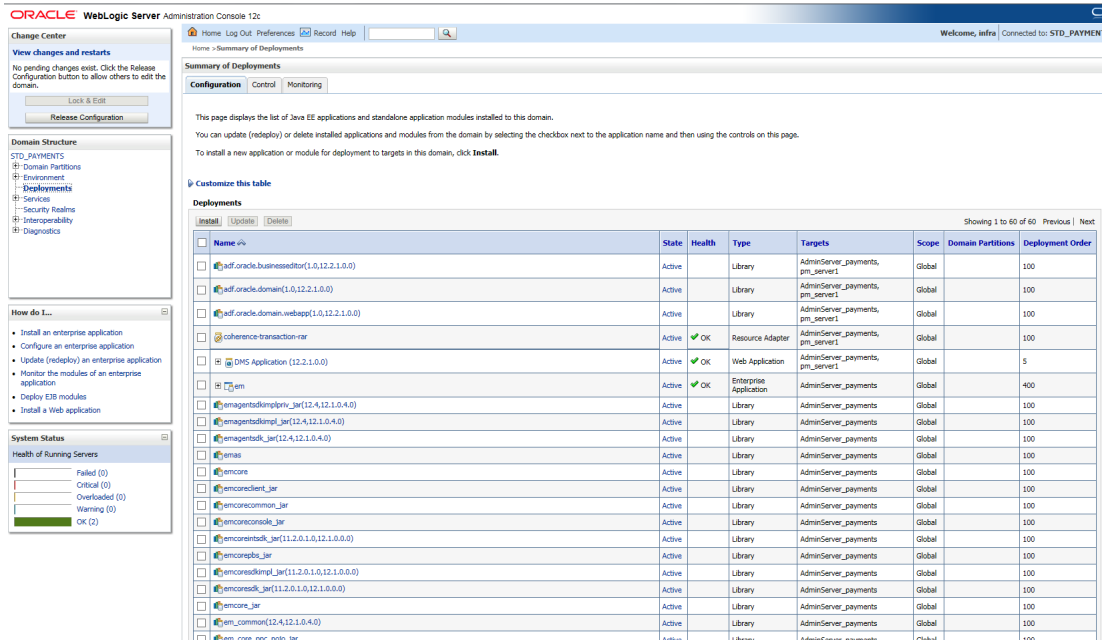 ORACLE WebLogic Server Administration Console 12c
Change Center
View changes and restarts
No pending changes exist. Click the Release
Configuration button to allow others to edit the
domain.
Lock & Edit
Release Configuration
Domain Structure
STD_PAYMENTS
Domain Partitions
Environment
Deployments
Services
Security Realms
Interoperability
Diagnostics
How do I...
Install an enterprise application
Configure an enterprise application
Update (redeploy) an enterprise application
Monitor the modules of an enterprise
application
Deploy EJB modules
Install a Web application
System Status
Health of Running Servers
Failed (0)
Critical (0)
Overloaded (0)
Warning (0)
OK (2)
Home Log Out Preferences Record Help
Welcome, infra Connected to: STD_PAYMENT
Home >Summary of Deployments
Summary of Deployments
Configuration Control Monitoring
This page displays the list of Java EE applications and standalone application modules installed to this domain.
You can update (redeploy) or delete installed applications and modules from the domain by selecting the checkbox next to the application name and then using the controls on this page.
To install a new application or module for deployment to targets in this domain, click Install.
Customize this table
Deployments
Install Update Delete Showing 1 to 60 of 60 Previous | Next
Name State Health Type Targets Scope Domain Partitions Deployment Order
adf.oracle.businesseditor(1.0,12.2.1.0.0) Active Library AdminServer_payments, pm_server1 Global 100
adf.oracle.domain(1.0,12.2.1.0.0) Active Library AdminServer_payments, pm_server1 Global 100
adf.oracle.domain.webapp(1.0,12.2.1.0.0) Active Library AdminServer_payments, pm_server1 Global 100
coherence-transaction-rar Active OK Resource Adapter AdminServer_payments, pm_server1 Global 100
DMS Application (12.2.1.0.0) Active OK Web Application AdminServer_payments, pm_server1 Global 5
em Active OK Enterprise Application AdminServer_payments Global 400
emagentsdkimplpriv_jar(12.4,12.1.0.4.0) Active Library AdminServer_payments Global 100
emagentsdkimpl_jar(12.4,12.1.0.4.0) Active Library AdminServer_payments Global 100
emagentsdk_jar(12.4,12.1.0.4.0) Active Library AdminServer_payments Global 100
emas Active Library AdminServer_payments Global 100
emcore Active Library AdminServer_payments Global 100
emcoreclient_jar Active Library AdminServer_payments Global 100
emcorecommon_jar Active Library AdminServer_payments Global 100
emcoreconsole_jar Active Library AdminServer_payments Global 100
emcoreintsdk_jar(11.2.0.1.0,12.1.0.0.0) Active Library AdminServer_payments Global 100
emcorepbs_jar Active Library AdminServer_payments Global 100
emcoresdkimpl_jar(11.2.0.1.0,12.1.0.0.0) Active Library AdminServer_payments Global 100
emcoresdk_jar(11.2.0.1.0,12.1.0.0.0) Active Library AdminServer_payments Global 100
emcore_jar Active Library AdminServer_payments Global 100
em_common(12.4,12.1.0.4.0) Active Library AdminServer_payments Global 100
Active Library AdminServer_payments Global 100